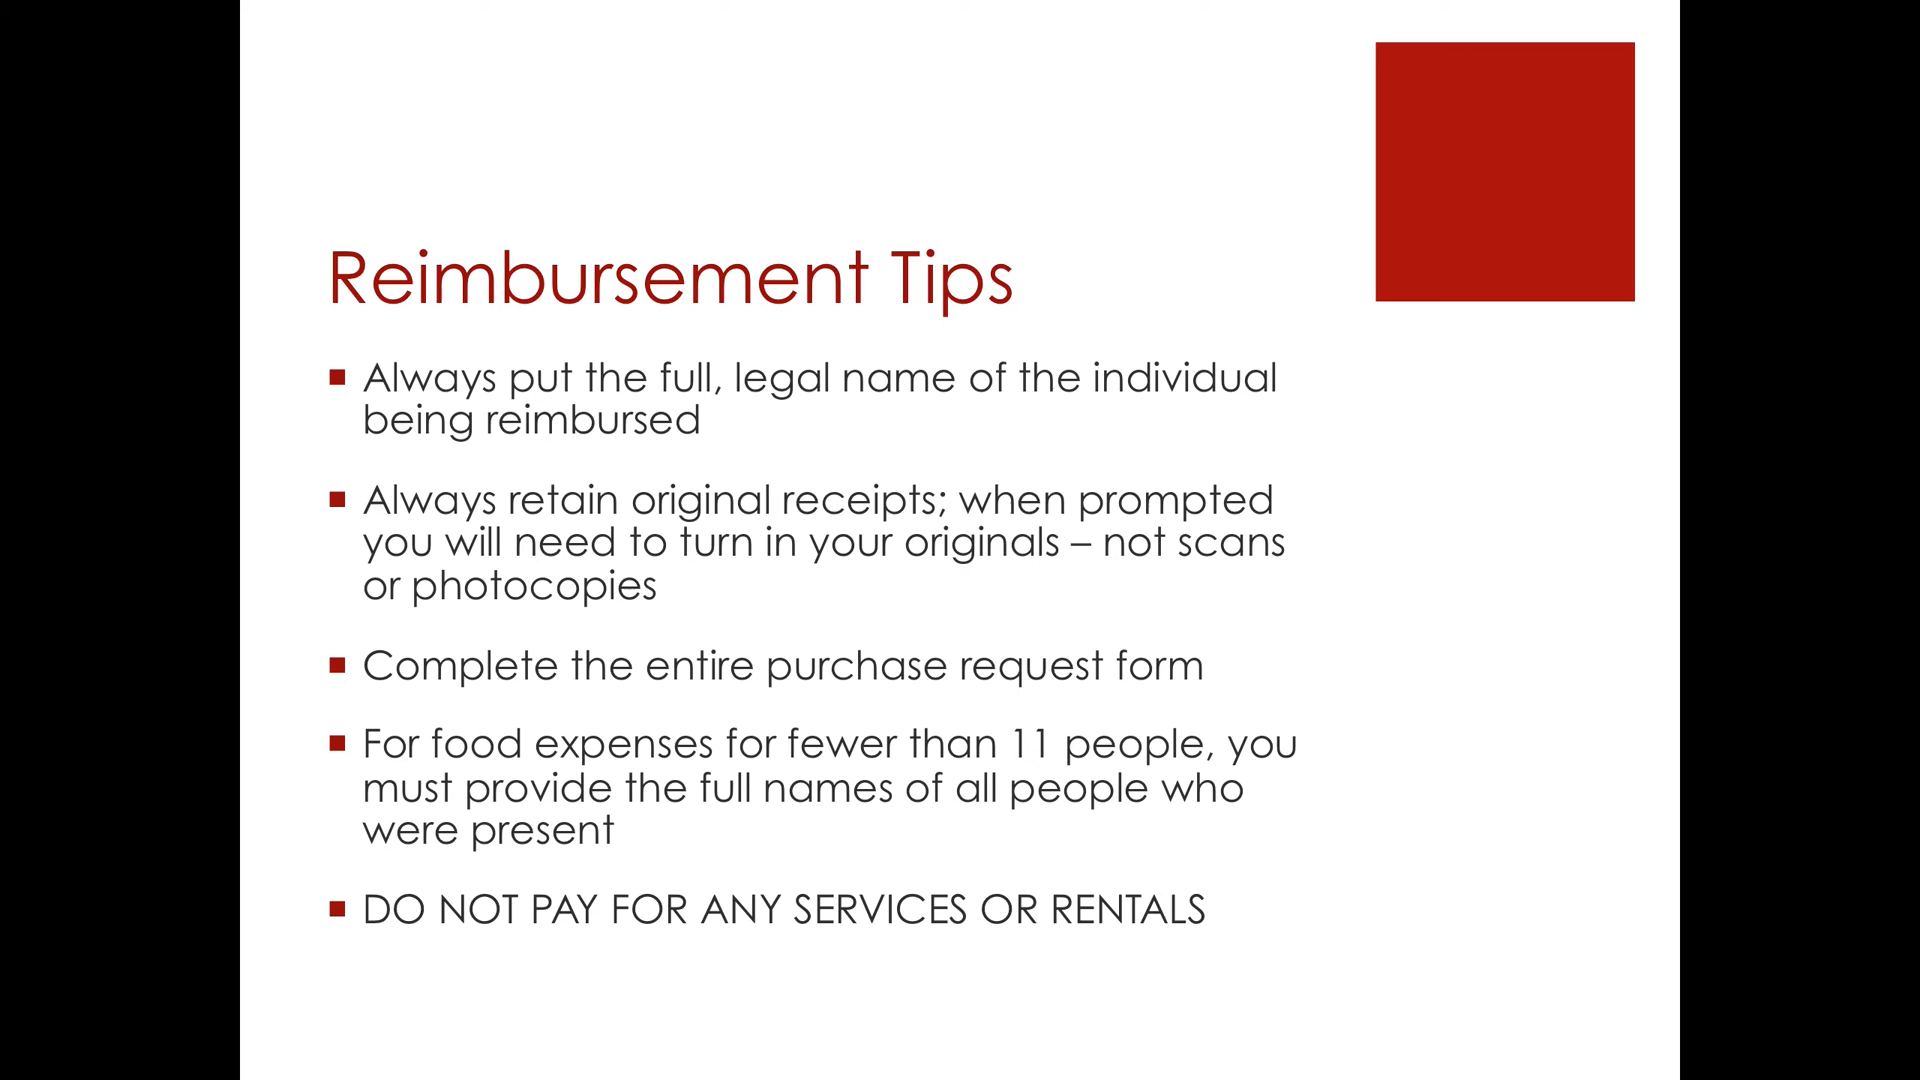 Reimbursement Tips
Always put the full, legal name of the individual
being reimbursed
Always retain original receipts; when prompted
you will need to turn in your originals – not scans
or photocopies
Complete the entire purchase request form
For food expenses for fewer than 11 people, you
must provide the full names of all people who
were present
DO NOT PAY FOR ANY SERVICES OR RENTALS